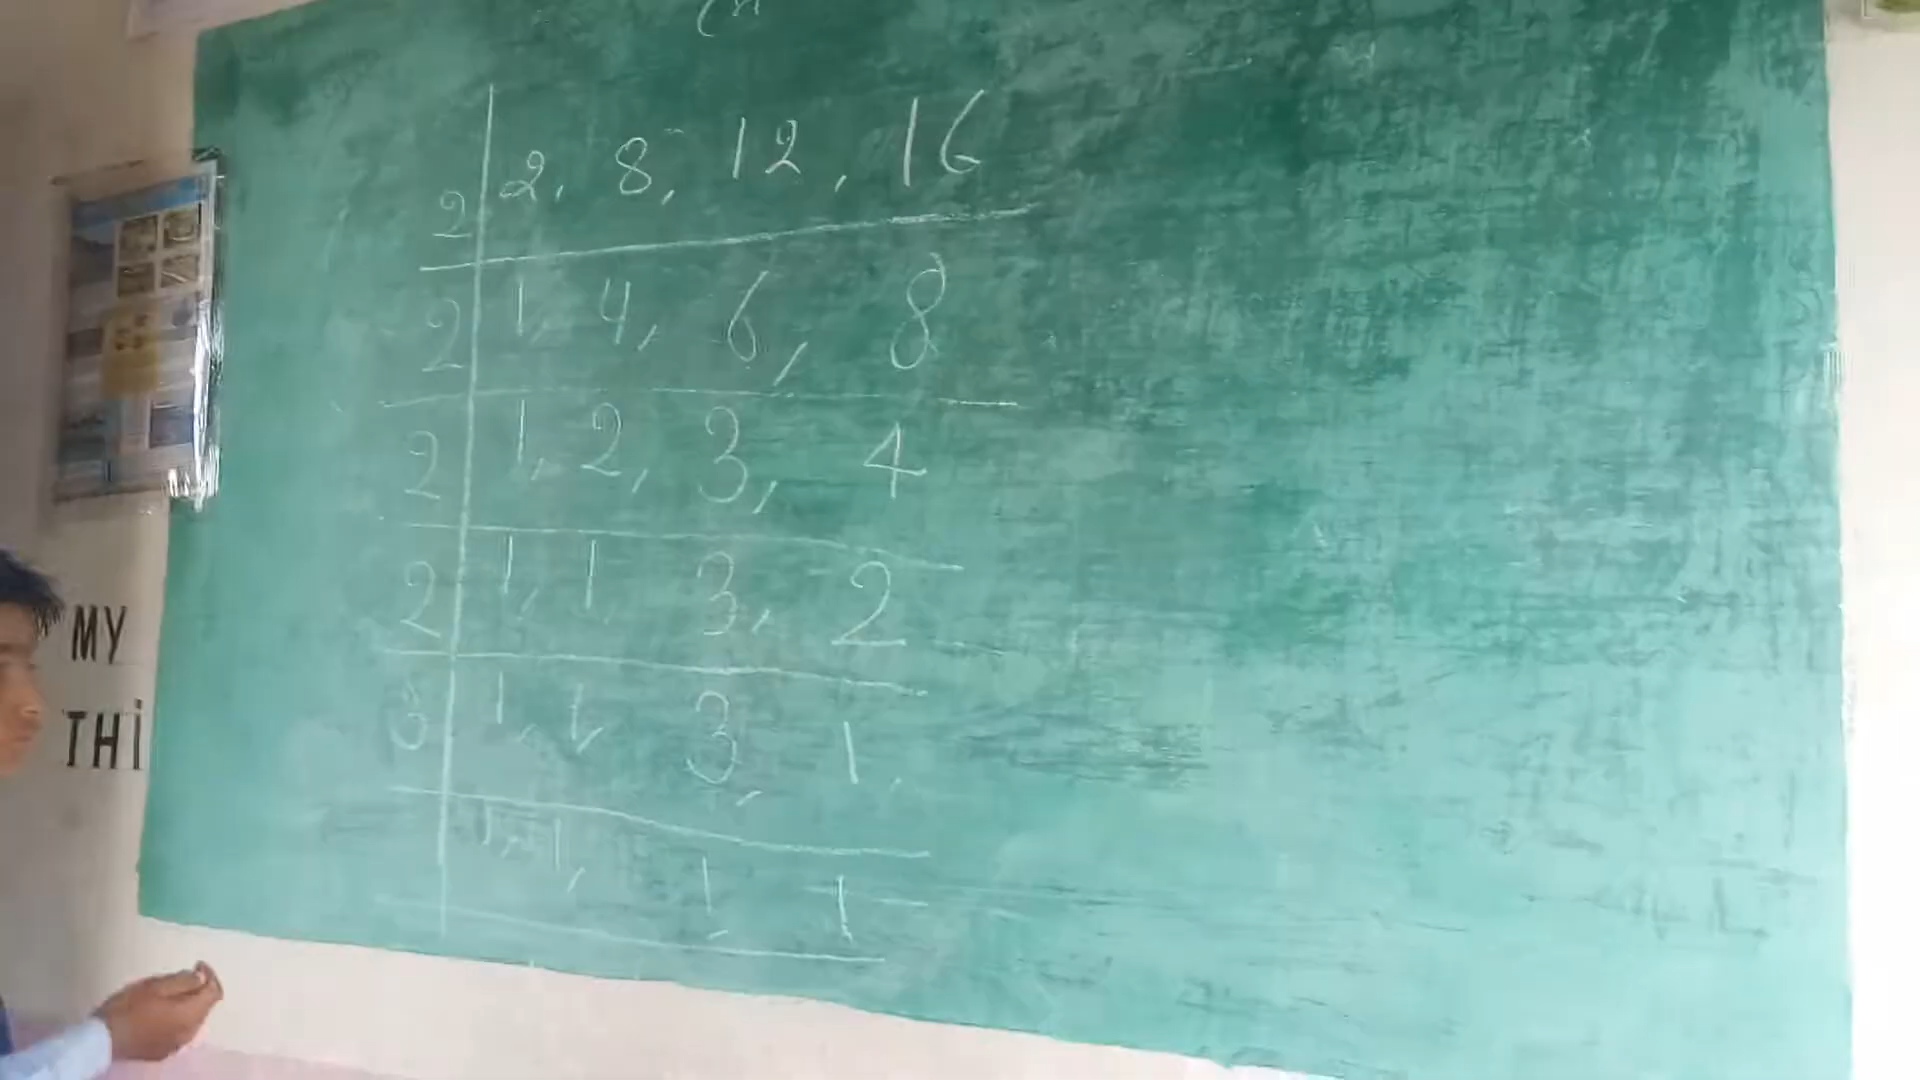 2 2, 8, 12, 16
2 1, 4, 6, 8
2 1, 2, 3, 4
2 1, 1 3, 2
3 1, 1, 3, 1,
1, 1, 1, 1
"MY
THi